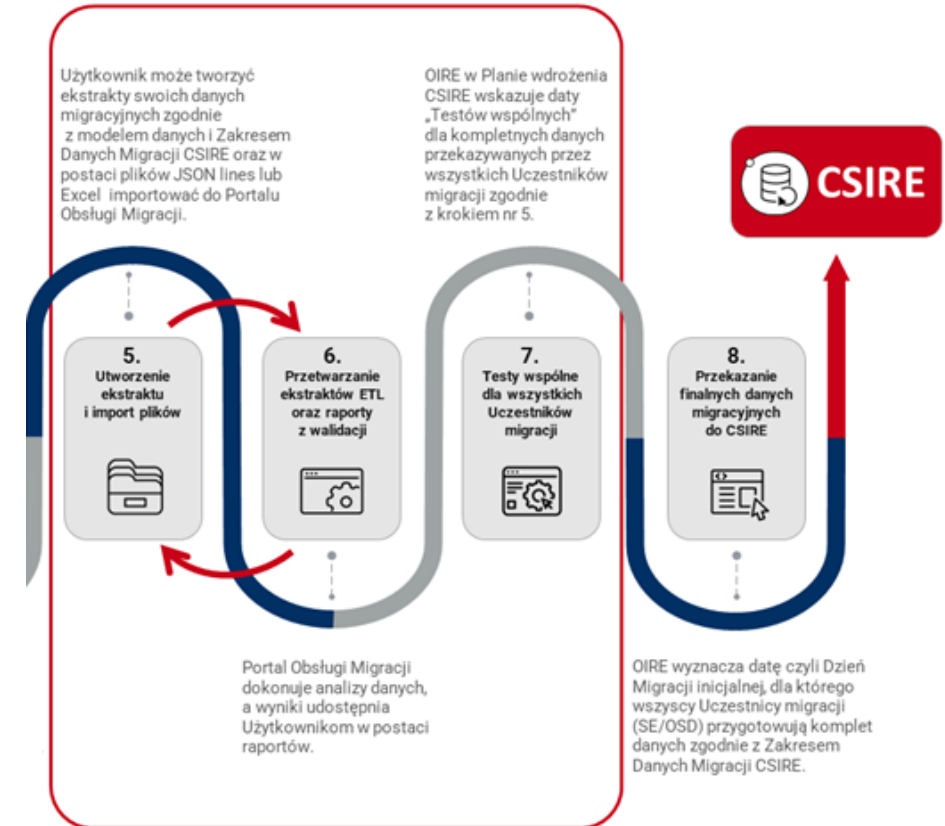 Użytkownik może tworzyć
ekstrakty swoich danych
migracyjnych zgodnie
z modelem danych i Zakresem
Danych Migracji CSIRE oraz w
postaci plików JSON lines lub
Excel importować do Portalu
Obsługi Migracji.
OIRE w Planie wdrożenia
CSIRE wskazuje daty
„Testów wspólnych”
dla kompletnych danych
przekazywanych przez
wszystkich Uczestników
migracji zgodnie
z krokiem nr 5.
CSIRE
5.
Utworzenie
ekstraktu
i import plików
6.
Przetwarzanie
ekstraktów ETL
oraz raporty
z walidacji
7.
Testy wspólne
dla wszystkich
Uczestników
migracji
8.
Przekazanie
finalnych danych
migracyjnych
do CSIRE
Portal Obsługi Migracji
dokonuje analizy danych,
a wyniki udostępnia
Użytkownikom w postaci
raportów.
OIRE wyznacza datę czyli Dzień
Migracji inicjalnej, dla którego
wszyscy Uczestnicy migracji
(SE/OSD) przygotowują komplet
danych zgodnie z Zakresem
Danych Migracji CSIRE.